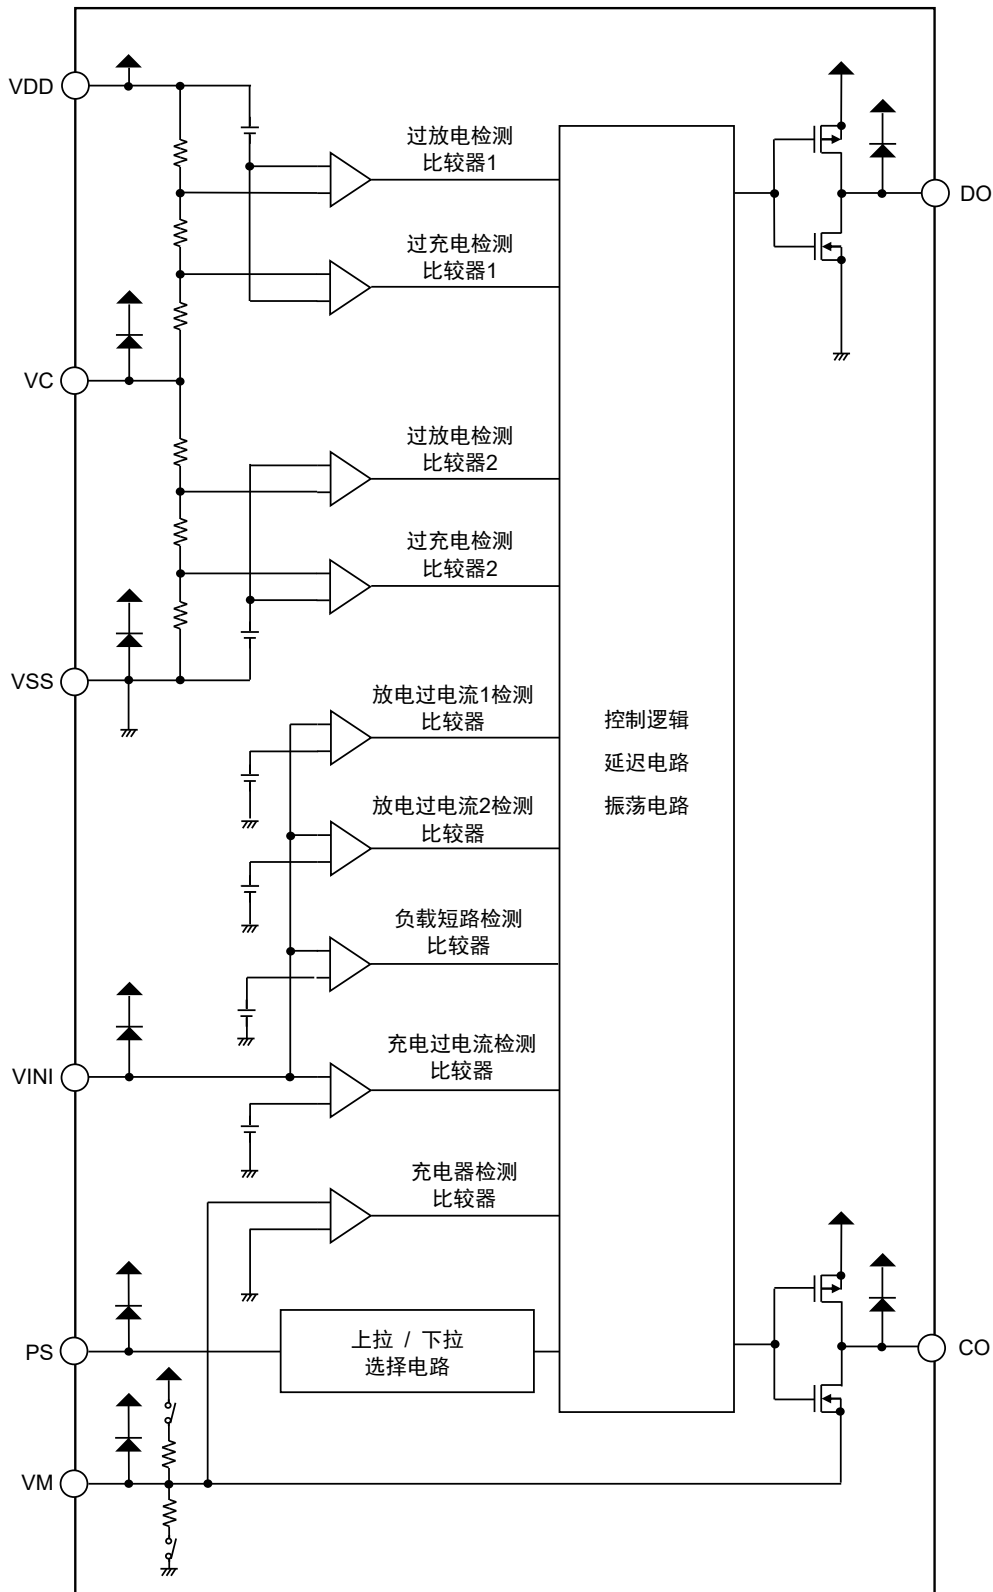 VDD
过放电检测
比较器1
DO
过充电检测
比较器1
VC
过放电检测
比较器2
过充电检测
比较器2
VSS
放电过电流1检测
比较器
控制逻辑
延迟电路
振荡电路
放电过电流2检测
比较器
负载短路检测
比较器
VINI
充电过电流检测
比较器
充电器检测
比较器
PS
上拉 / 下拉
选择电路
CO
VM